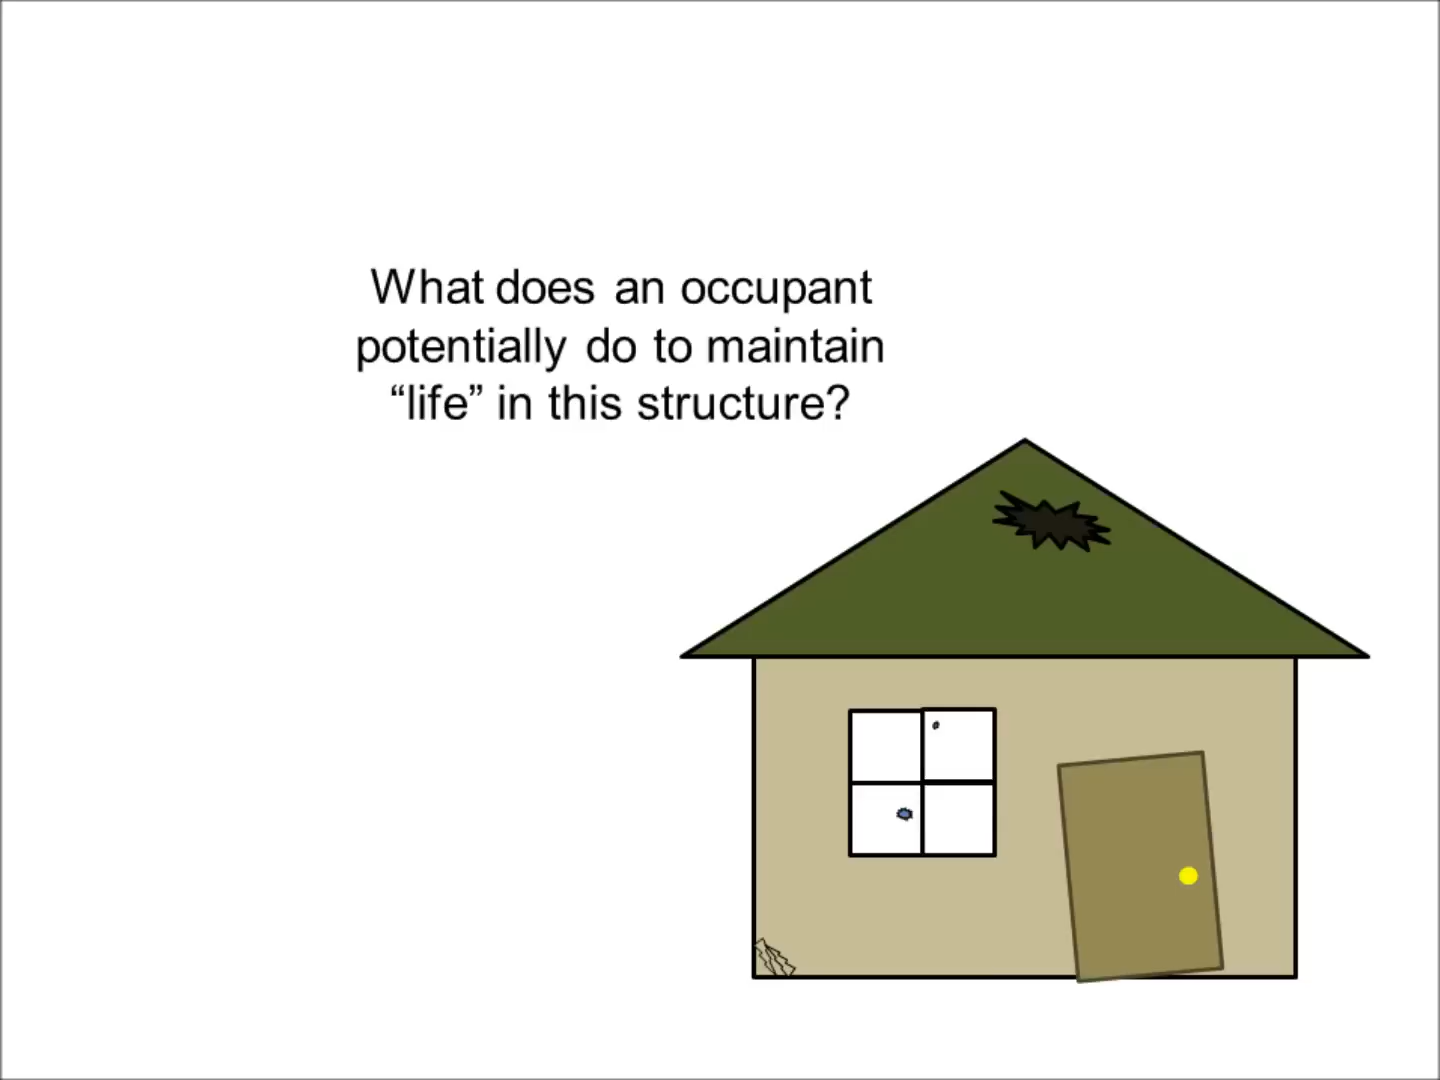 What does an occupant
potentially do to maintain
“life” in this structure?